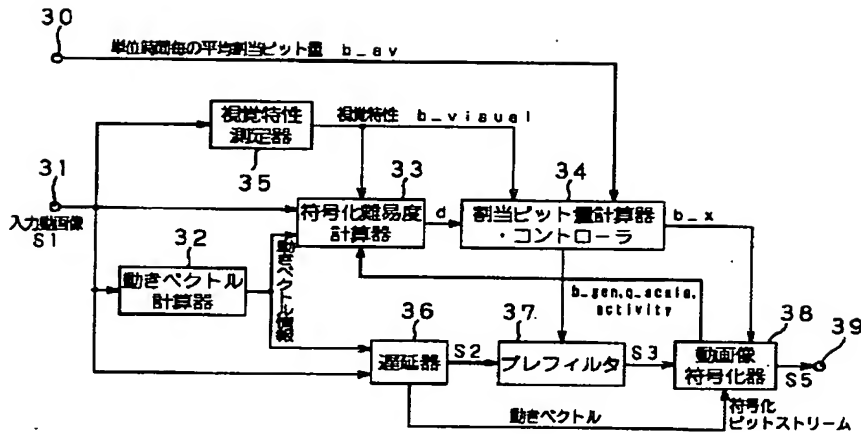 30
単位時間毎の平均割当ビット量 b_av
視覚特性
測定器
35
視覚特性 b_visual
31
入力動画像
S1
33
符号化難易度
計算器
d
34
割当ビット量計算器
・コントローラ
b_x
32
動きベクトル
計算器
動きベクトル情報
b_gen,q_scale,
activity
36
遅延器
S2
37
プレフィルタ
S3
38
動画像
符号化器
39
S5
動きベクトル
符号化
ビットストリーム